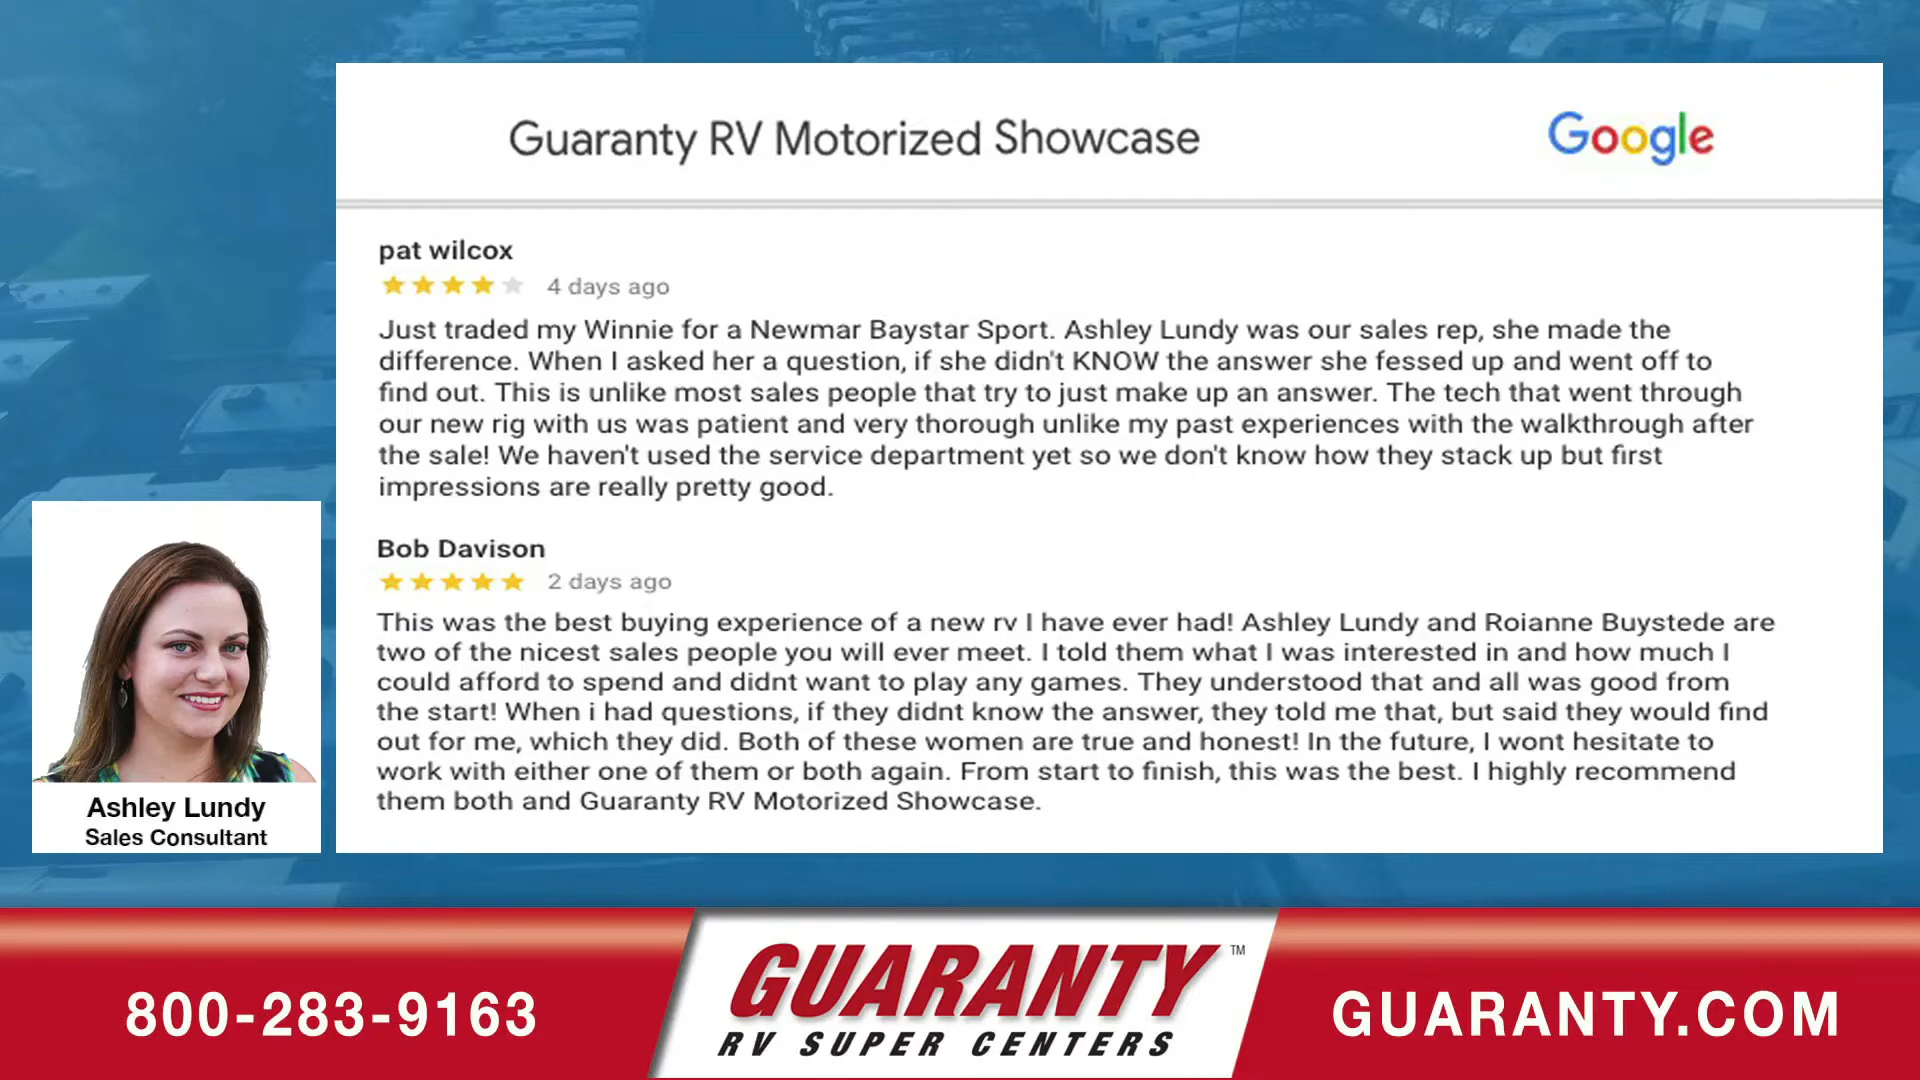 Guaranty RV Motorized Showcase
Google
pat wilcox
4 days ago
Just traded my Winnie for a Newmar Baystar Sport. Ashley Lundy was our sales rep, she made the
difference. When I asked her a question, if she didn't KNOW the answer she fessed up and went off to
find out. This is unlike most sales people that try to just make up an answer. The tech that went through
our new rig with us was patient and very thorough unlike my past experiences with the walkthrough after
the sale! We haven't used the service department yet so we don't know how they stack up but first
impressions are really pretty good.
Bob Davison
2 days ago
This was the best buying experience of a new rv I have ever had! Ashley Lundy and Roianne Buystede are
two of the nicest sales people you will ever meet. I told them what I was interested in and how much I
could afford to spend and didnt want to play any games. They understood that and all was good from
the start! When i had questions, if they didnt know the answer, they told me that, but said they would find
out for me, which they did. Both of these women are true and honest! In the future, I wont hesitate to
work with either one of them or both again. From start to finish, this was the best. I highly recommend
them both and Guaranty RV Motorized Showcase.
Ashley Lundy
Sales Consultant
800-283-9163
GUARANTY™
RV SUPER CENTERS
GUARANTY.COM